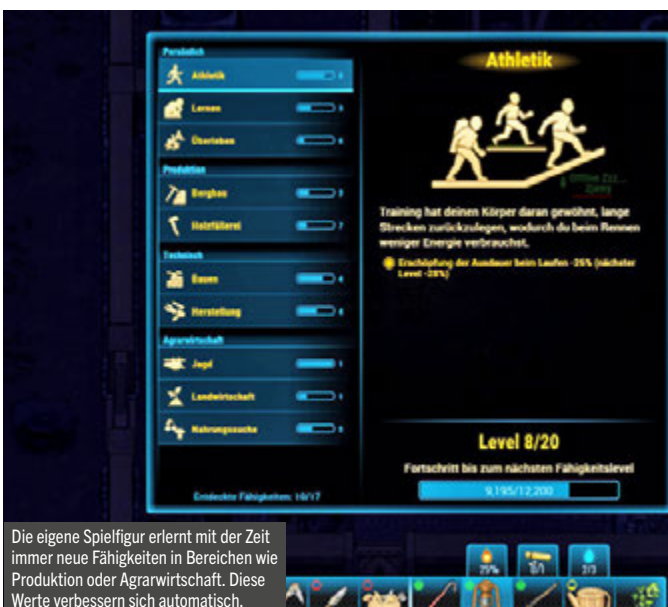 Persönlich
Athletik
Lernen
Überleben
Produktion
Bergbau
Holzfällerei
Technisch
Bauen
Herstellung
Agrarwirtschaft
Jagd
Landwirtschaft
Nahrungssuche
Entdeckte Fähigkeiten: 10/17
Athletik
Training hat deinen Körper daran gewöhnt, lange
Strecken zurückzulegen, wodurch du beim Rennen
weniger Energie verbrauchst.
Erschöpfung der Ausdauer beim Laufen -25% (nächster
Level -28%)
Level 8/20
Fortschritt bis zum nächsten Fähigkeitslevel
9,195/12,200
25%
2/3
Die eigene Spielfigur erlernt mit der Zeit
immer neue Fähigkeiten in Bereichen wie
Produktion oder Agrarwirtschaft. Diese
Werte verbessern sich automatisch.